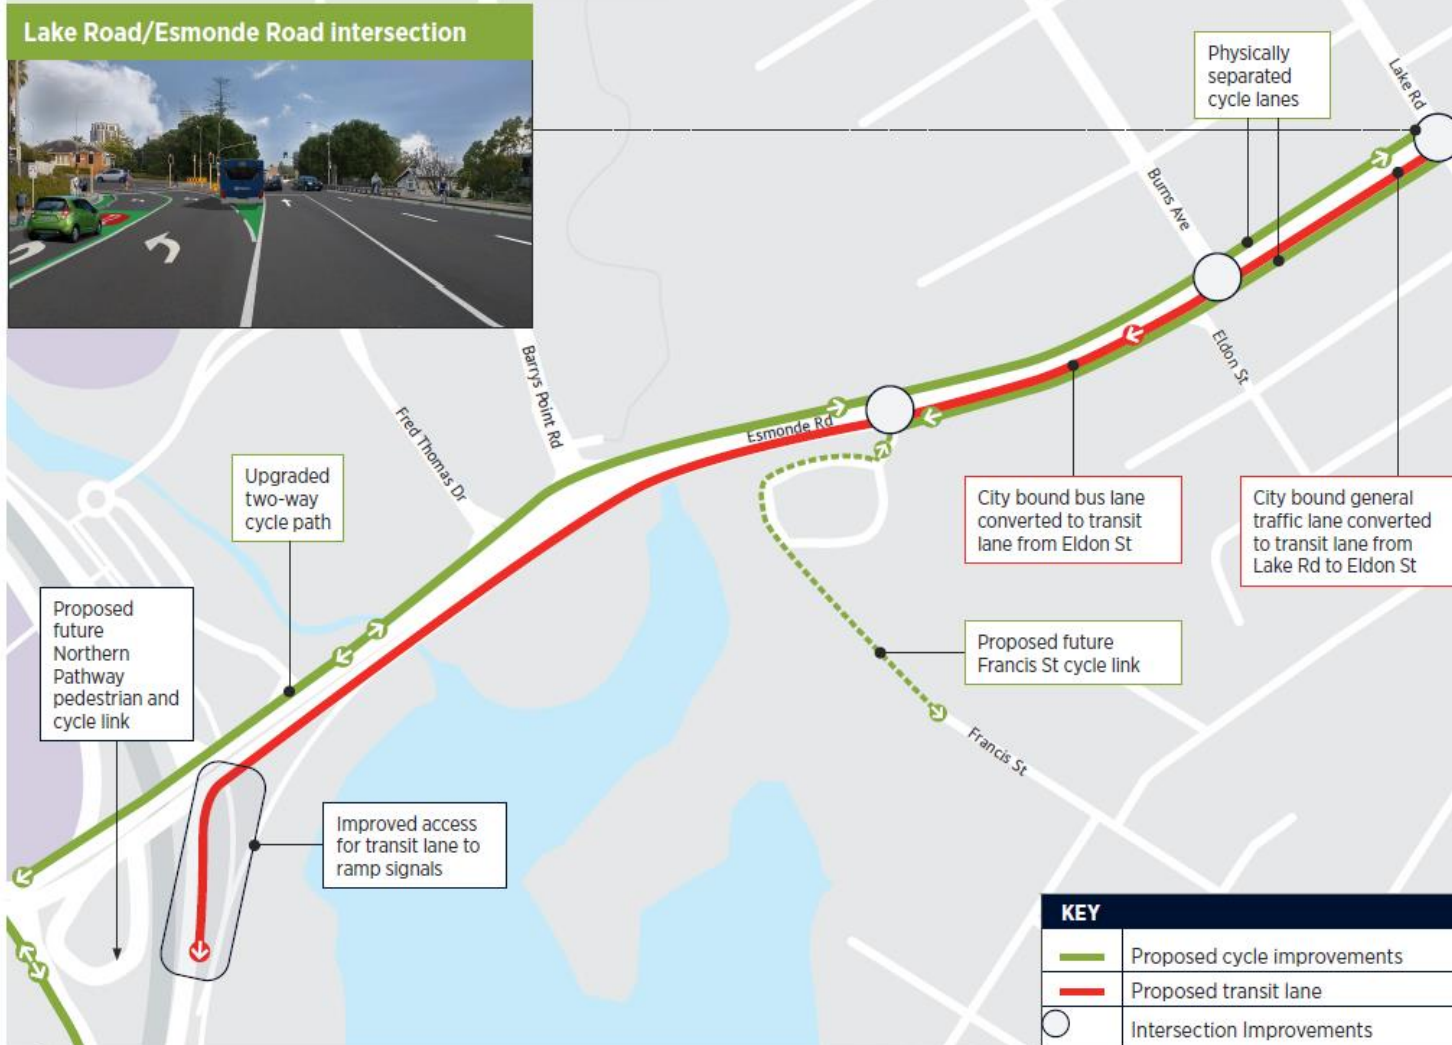 Lake Road/Esmonde Road intersection
Physically
separated
cycle lanes
Lake Rd
Burns Ave
Eldon St
Barrys Point Rd
Fred Thomas Dr
Esmonde Rd
Upgraded
two-way
cycle path
City bound bus lane
converted to transit
lane from Eldon St
City bound general
traffic lane converted
to transit lane from
Lake Rd to Eldon St
Proposed
future
Northern
Pathway
pedestrian and
cycle link
Proposed future
Francis St cycle link
Francis St
Improved access
for transit lane to
ramp signals
KEY
Proposed cycle improvements
Proposed transit lane
Intersection Improvements